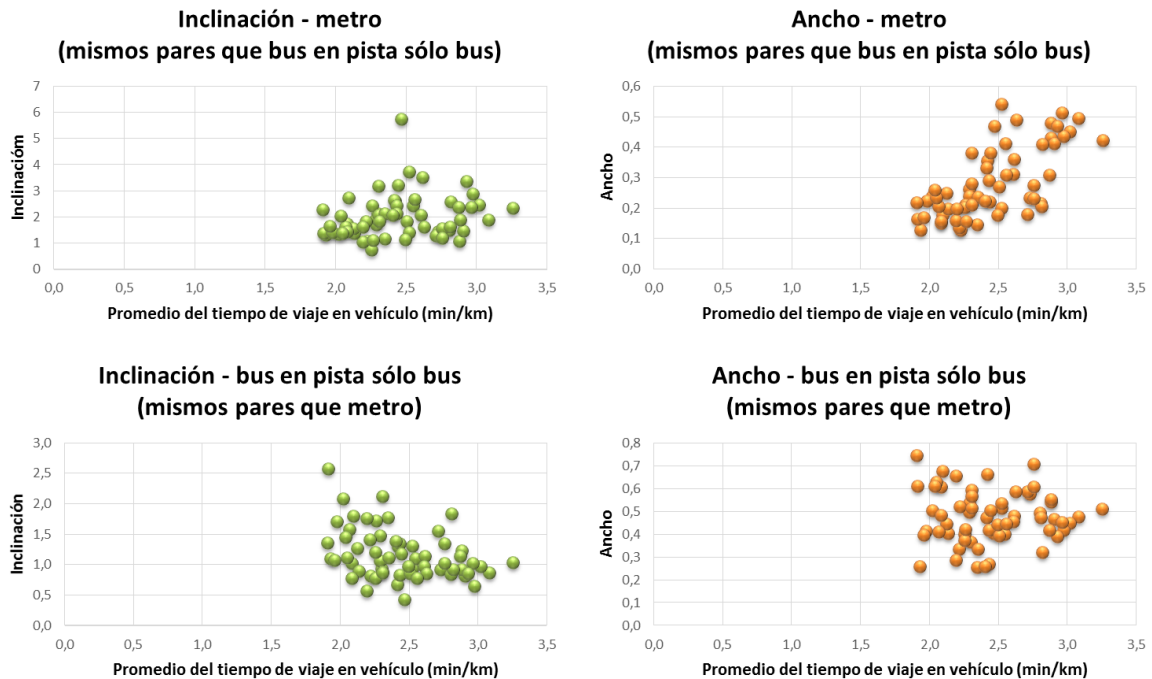 Inclinación - metro
(mismos pares que bus en pista sólo bus)
7
6
5
4
3
2
1
0
Inclinacióm
0,0 0,5 1,0 1,5 2,0 2,5 3,0 3,5
Promedio del tiempo de viaje en vehículo (min/km)
Ancho - metro
(mismos pares que bus en pista sólo bus)
0,6
0,5
0,4
0,3
0,2
0,1
0,0
Ancho
0,0 0,5 1,0 1,5 2,0 2,5 3,0 3,5
Promedio del tiempo de viaje en vehículo (min/km)
Inclinación - bus en pista sólo bus
(mismos pares que metro)
3,0
2,5
2,0
1,5
1,0
0,5
0,0
Inclinación
0,0 0,5 1,0 1,5 2,0 2,5 3,0 3,5
Promedio del tiempo de viaje en vehículo (min/km)
Ancho - bus en pista sólo bus
(mismos pares que metro)
0,8
0,7
0,6
0,5
0,4
0,3
0,2
0,1
0,0
Ancho
0,0 0,5 1,0 1,5 2,0 2,5 3,0 3,5
Promedio del tiempo de viaje en vehículo (min/km)